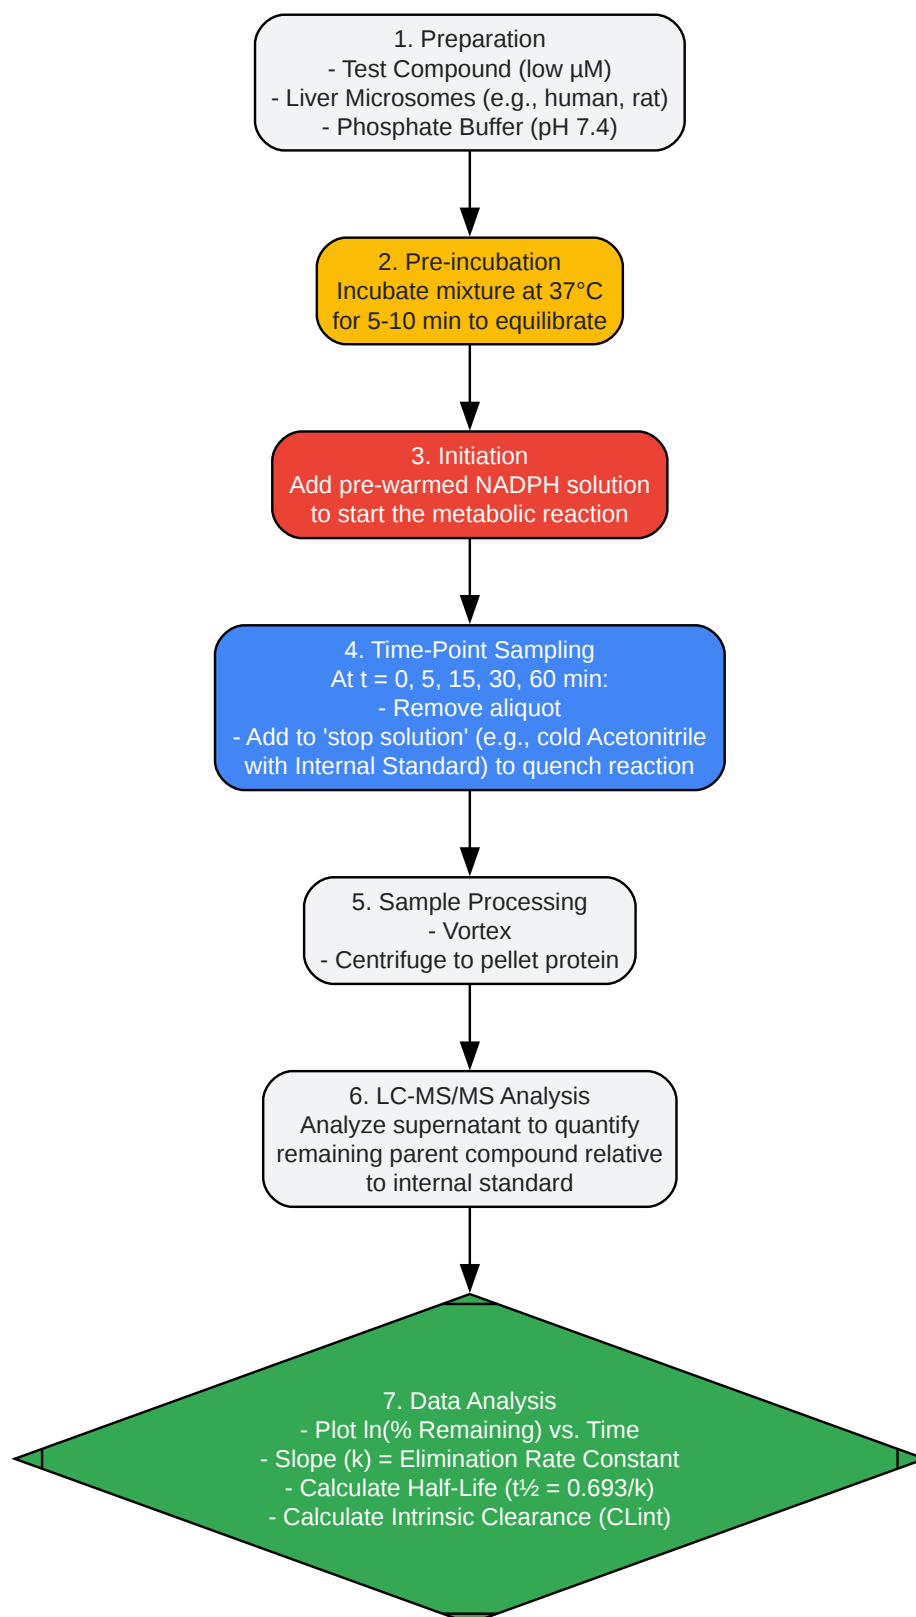 1. Preparation
- Test Compound (low µM)
- Liver Microsomes (e.g., human, rat)
- Phosphate Buffer (pH 7.4)
2. Pre-incubation
Incubate mixture at 37°C
for 5-10 min to equilibrate
3. Initiation
Add pre-warmed NADPH solution
to start the metabolic reaction
4. Time-Point Sampling
At t = 0, 5, 15, 30, 60 min:
- Remove aliquot
- Add to 'stop solution' (e.g., cold Acetonitrile
with Internal Standard) to quench reaction
5. Sample Processing
- Vortex
- Centrifuge to pellet protein
6. LC-MS/MS Analysis
Analyze supernatant to quantify
remaining parent compound relative
to internal standard
7. Data Analysis
- Plot ln(% Remaining) vs. Time
- Slope (k) = Elimination Rate Constant
- Calculate Half-Life (t½ = 0.693/k)
- Calculate Intrinsic Clearance (CLint)